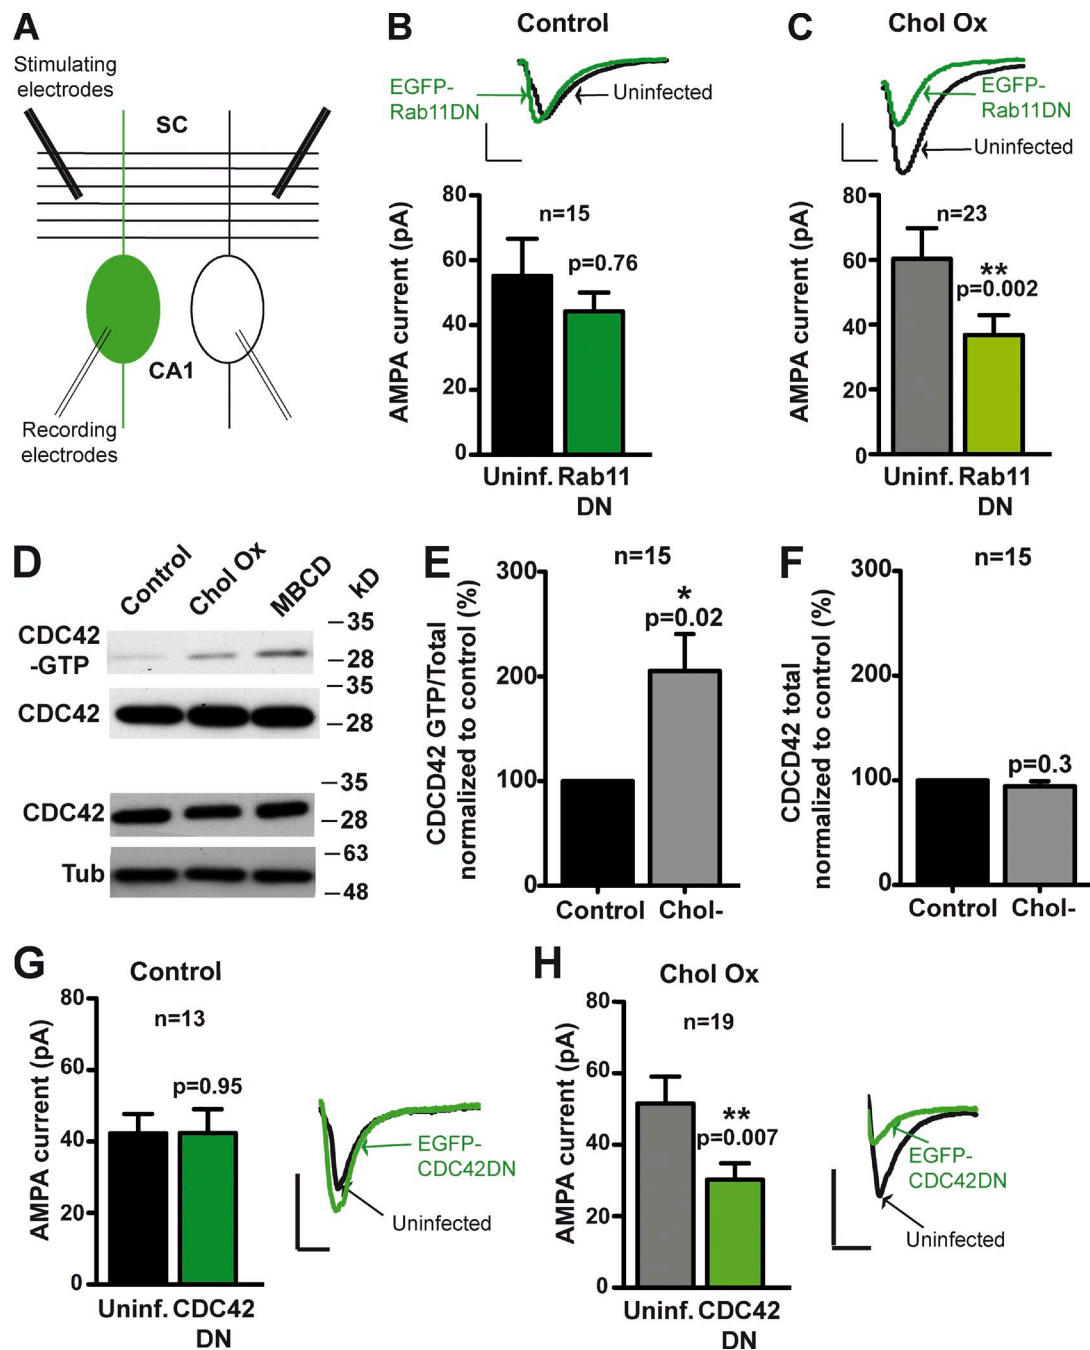 A
Stimulating
electrodes
SC
CA1
Recording
electrodes
B
Control
EGFP-
Rab11DN
Uninfected
AMPA current (pA)
80
60
40
20
0
n=15
p=0.76
Uninf. Rab11
DN
C
Chol Ox
EGFP-
Rab11DN
Uninfected
AMPA current (pA)
80
60
40
20
0
n=23
**
p=0.002
Uninf. Rab11
DN
D
Control
Chol Ox
MBCD
kD
CDC42
-GTP
–35
–28
CDC42
–35
–28
CDC42
–35
–28
Tub
–63
–48
E
CDCD42 GTP/Total
normalized to control (%)
300
200
100
0
n=15
*
p=0.02
Control Chol-
F
CDCD42 total
normalized to control (%)
300
200
100
0
n=15
p=0.3
Control Chol-
G
Control
AMPA current (pA)
80
60
40
20
0
n=13
p=0.95
Uninf. CDC42
DN
EGFP-
CDC42DN
Uninfected
H
Chol Ox
AMPA current (pA)
80
60
40
20
0
n=19
**
p=0.007
Uninf. CDC42
DN
EGFP-
CDC42DN
Uninfected